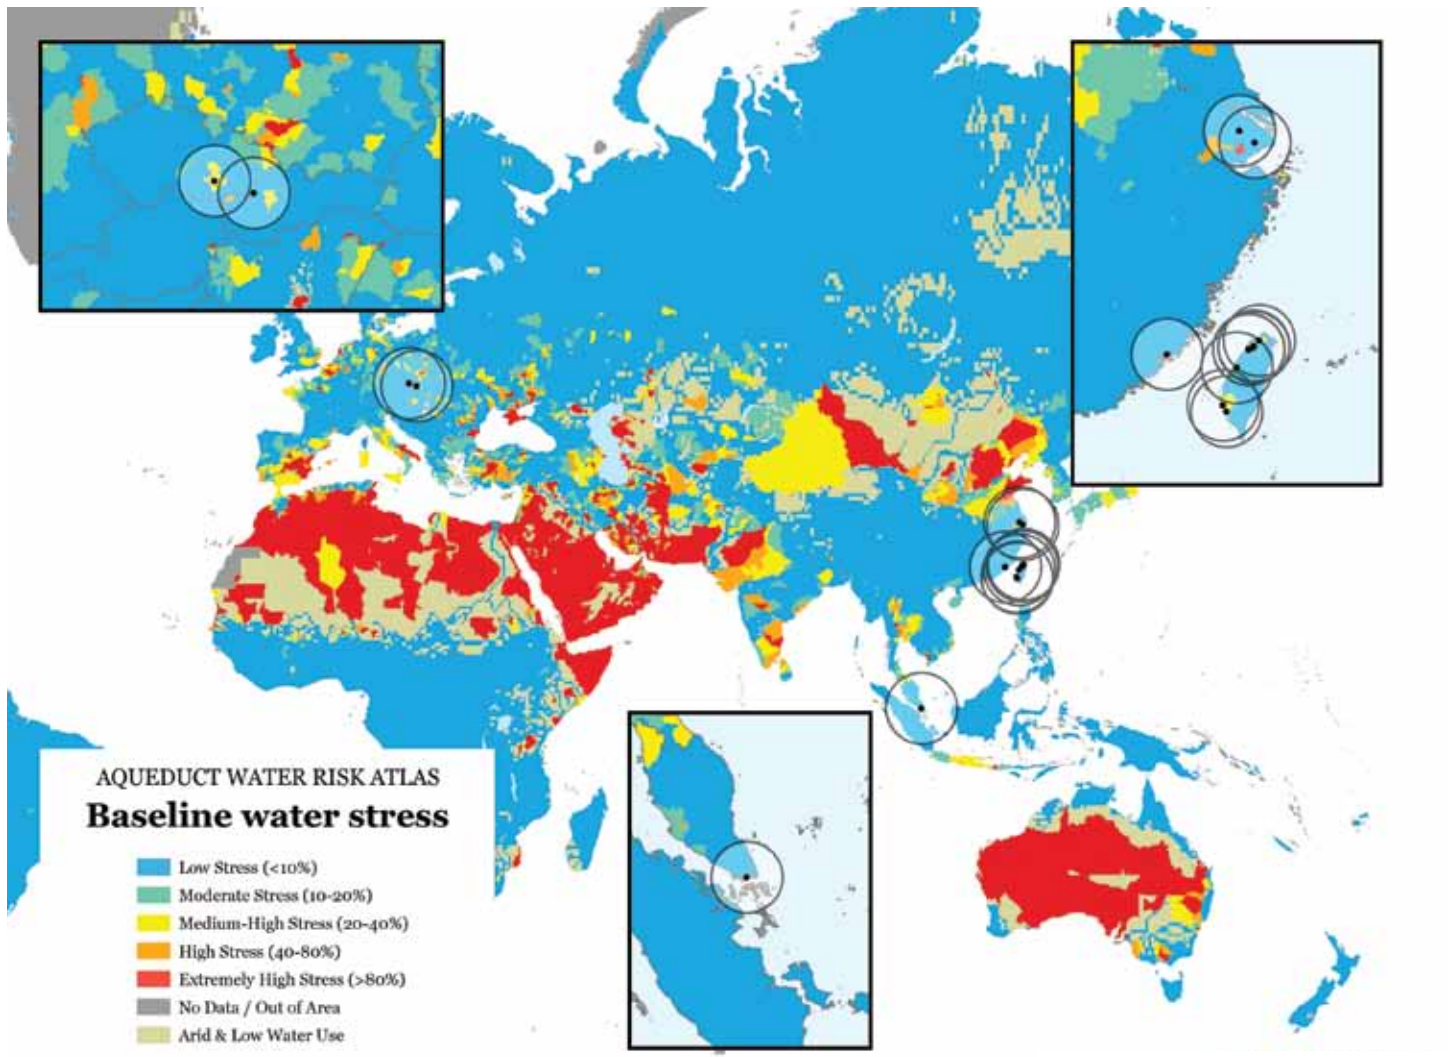 AQUEDUCT WATER RISK ATLAS
Baseline water stress
Low Stress (<10%)
Moderate Stress (10-20%)
Medium-High Stress (20-40%)
High Stress (40-80%)
Extremely High Stress (>80%)
No Data / Out of Area
Arid & Low Water Use